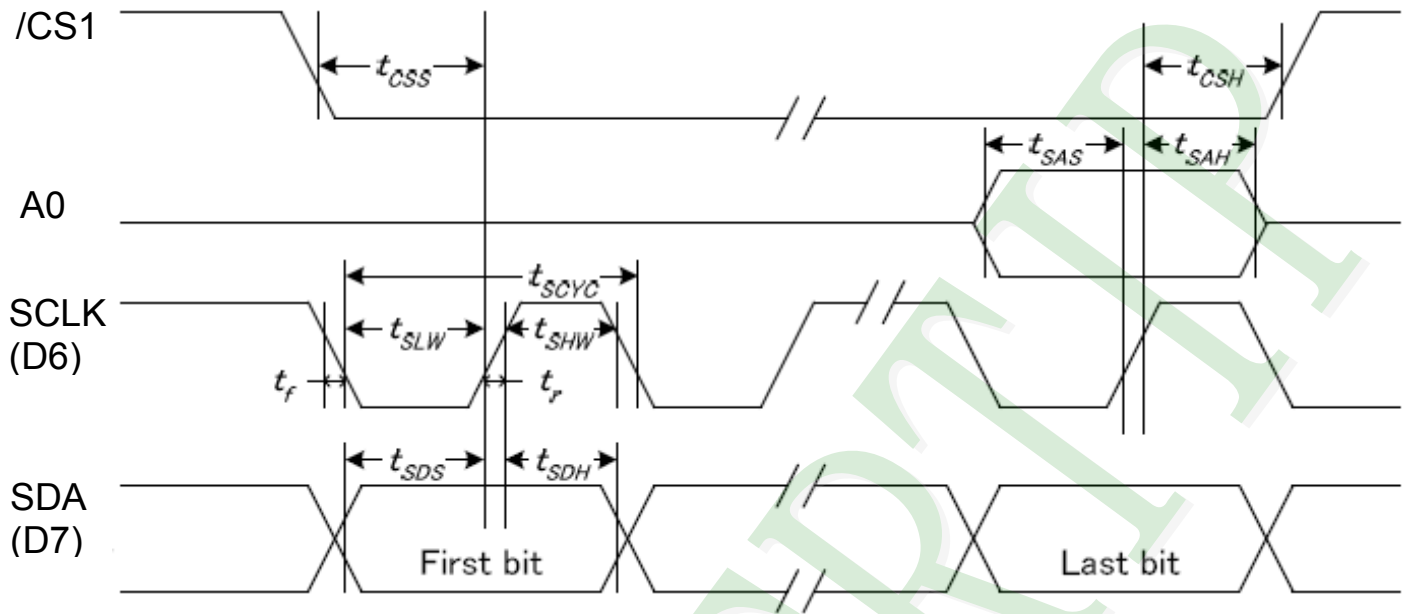 /CS1
tCSS
tCSH
tSAS
tSAH
A0
tSCYC
SCLK
(D6)
tSLW
tSHW
tf
tr
tSDS
tSDH
SDA
(D7)
First bit
Last bit